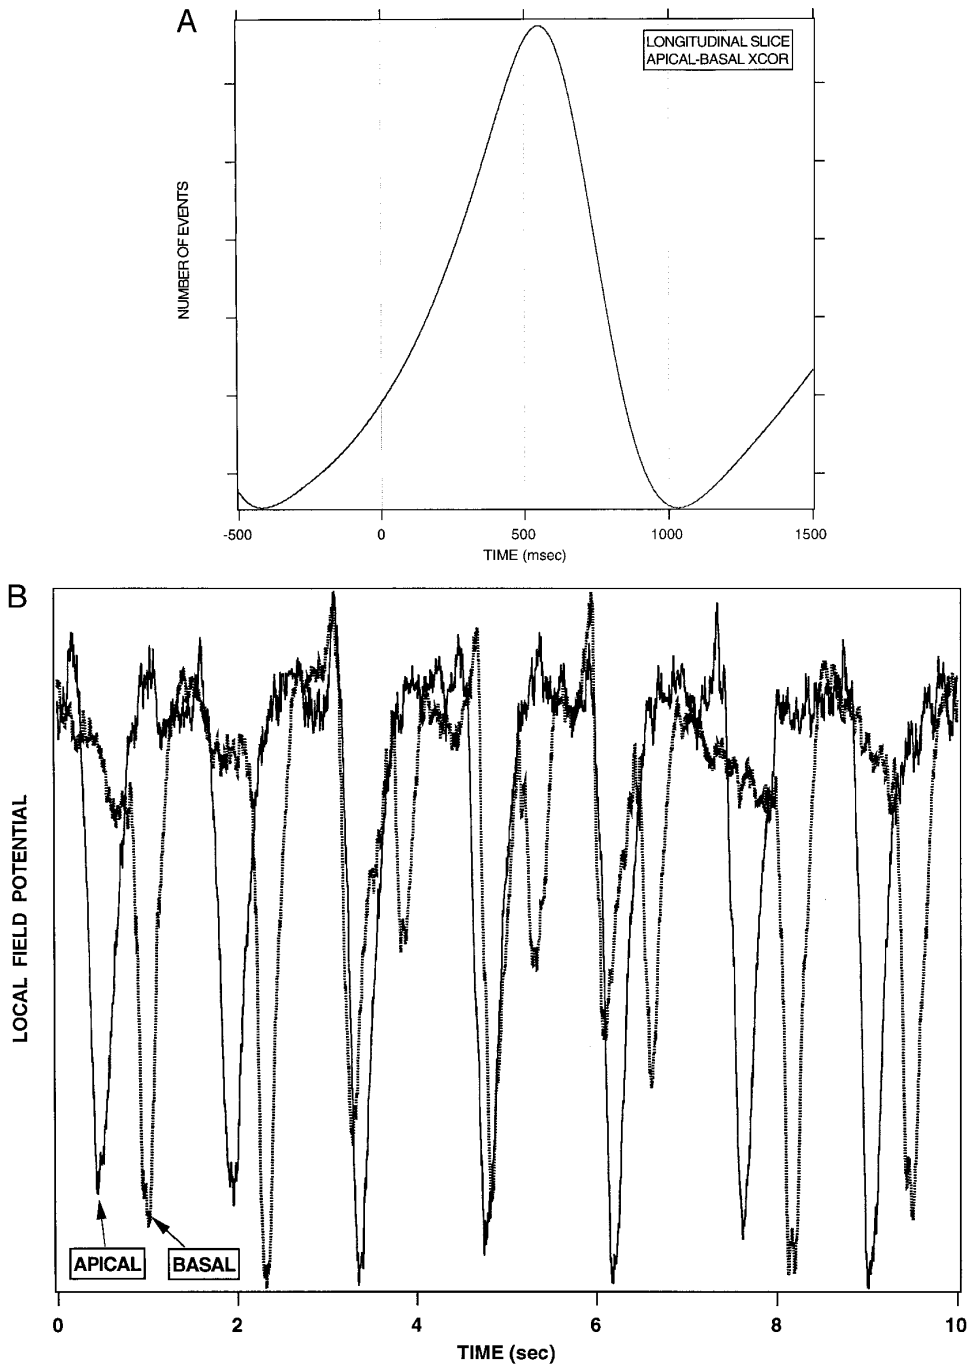 A
LONGITUDINAL SLICE
APICAL-BASAL XCOR
NUMBER OF EVENTS
-500 0 500 1000 1500
TIME (msec)
B
LOCAL FIELD POTENTIAL
APICAL BASAL
0 2 4 6 8 10
TIME (sec)